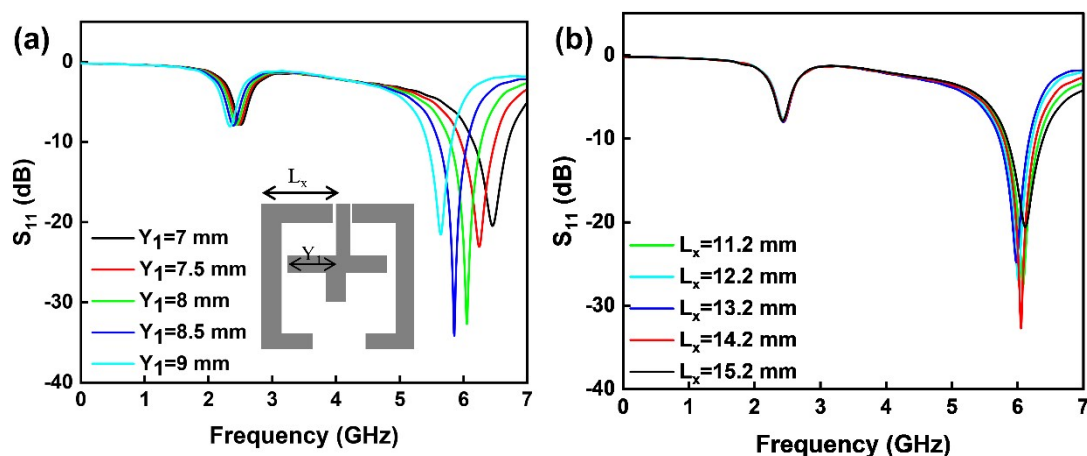 (a)
0
-10
-20
-30
-40
S11 (dB)
0 1 2 3 4 5 6 7
Frequency (GHz)
Lx
Y1
Y1=7 mm
Y1=7.5 mm
Y1=8 mm
Y1=8.5 mm
Y1=9 mm
(b)
0
-10
-20
-30
-40
S11 (dB)
0 1 2 3 4 5 6 7
Frequency (GHz)
Lx=11.2 mm
Lx=12.2 mm
Lx=13.2 mm
Lx=14.2 mm
Lx=15.2 mm